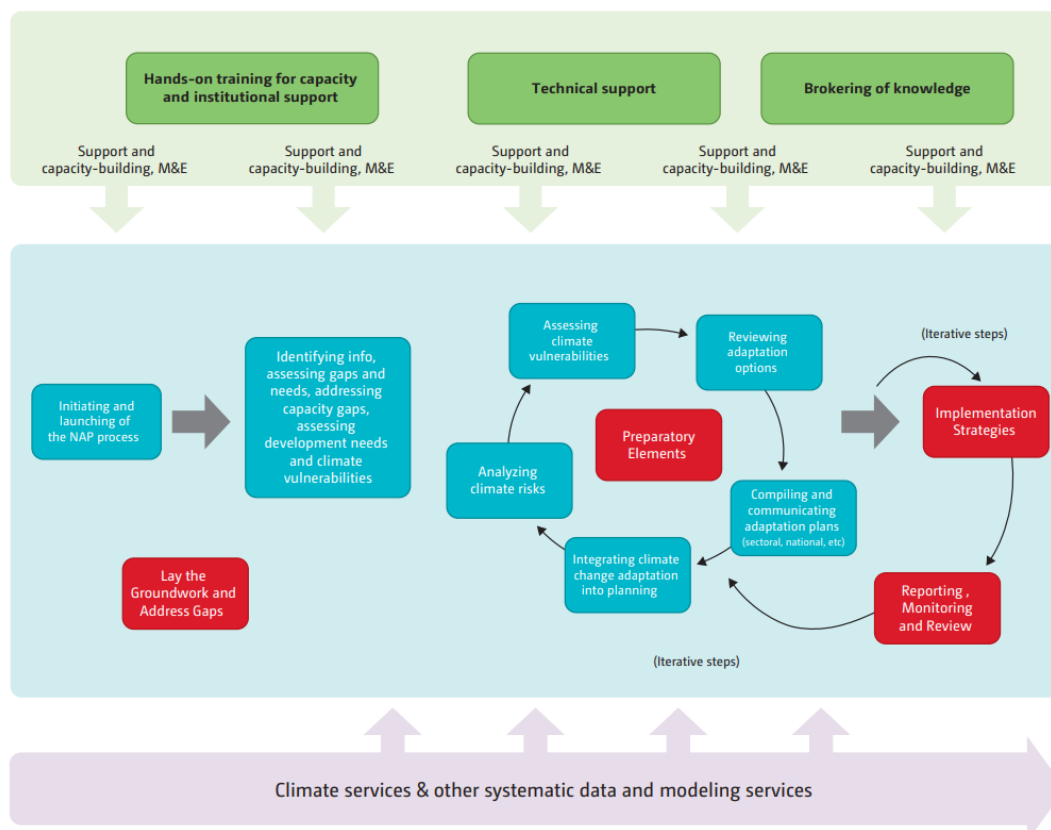 Hands-on training for capacity
and institutional support
Technical support
Brokering of knowledge
Support and
capacity-building, M&E
Support and
capacity-building, M&E
Support and
capacity-building, M&E
Support and
capacity-building, M&E
Support and
capacity-building, M&E
Initiating and
launching of
the NAP process
Identifying info,
assessing gaps and
needs, addressing
capacity gaps,
assessing
development needs
and climate
vulnerabilities
Lay the
Groundwork and
Address Gaps
Assessing
climate
vulnerabilities
Reviewing
adaptation
options
Preparatory
Elements
Analyzing
climate risks
Compiling and
communicating
adaptation plans
(sectoral, national, etc)
Integrating climate
change adaptation
into planning
(Iterative steps)
Implementation
Strategies
Reporting ,
Monitoring
and Review
(Iterative steps)
Climate services & other systematic data and modeling services